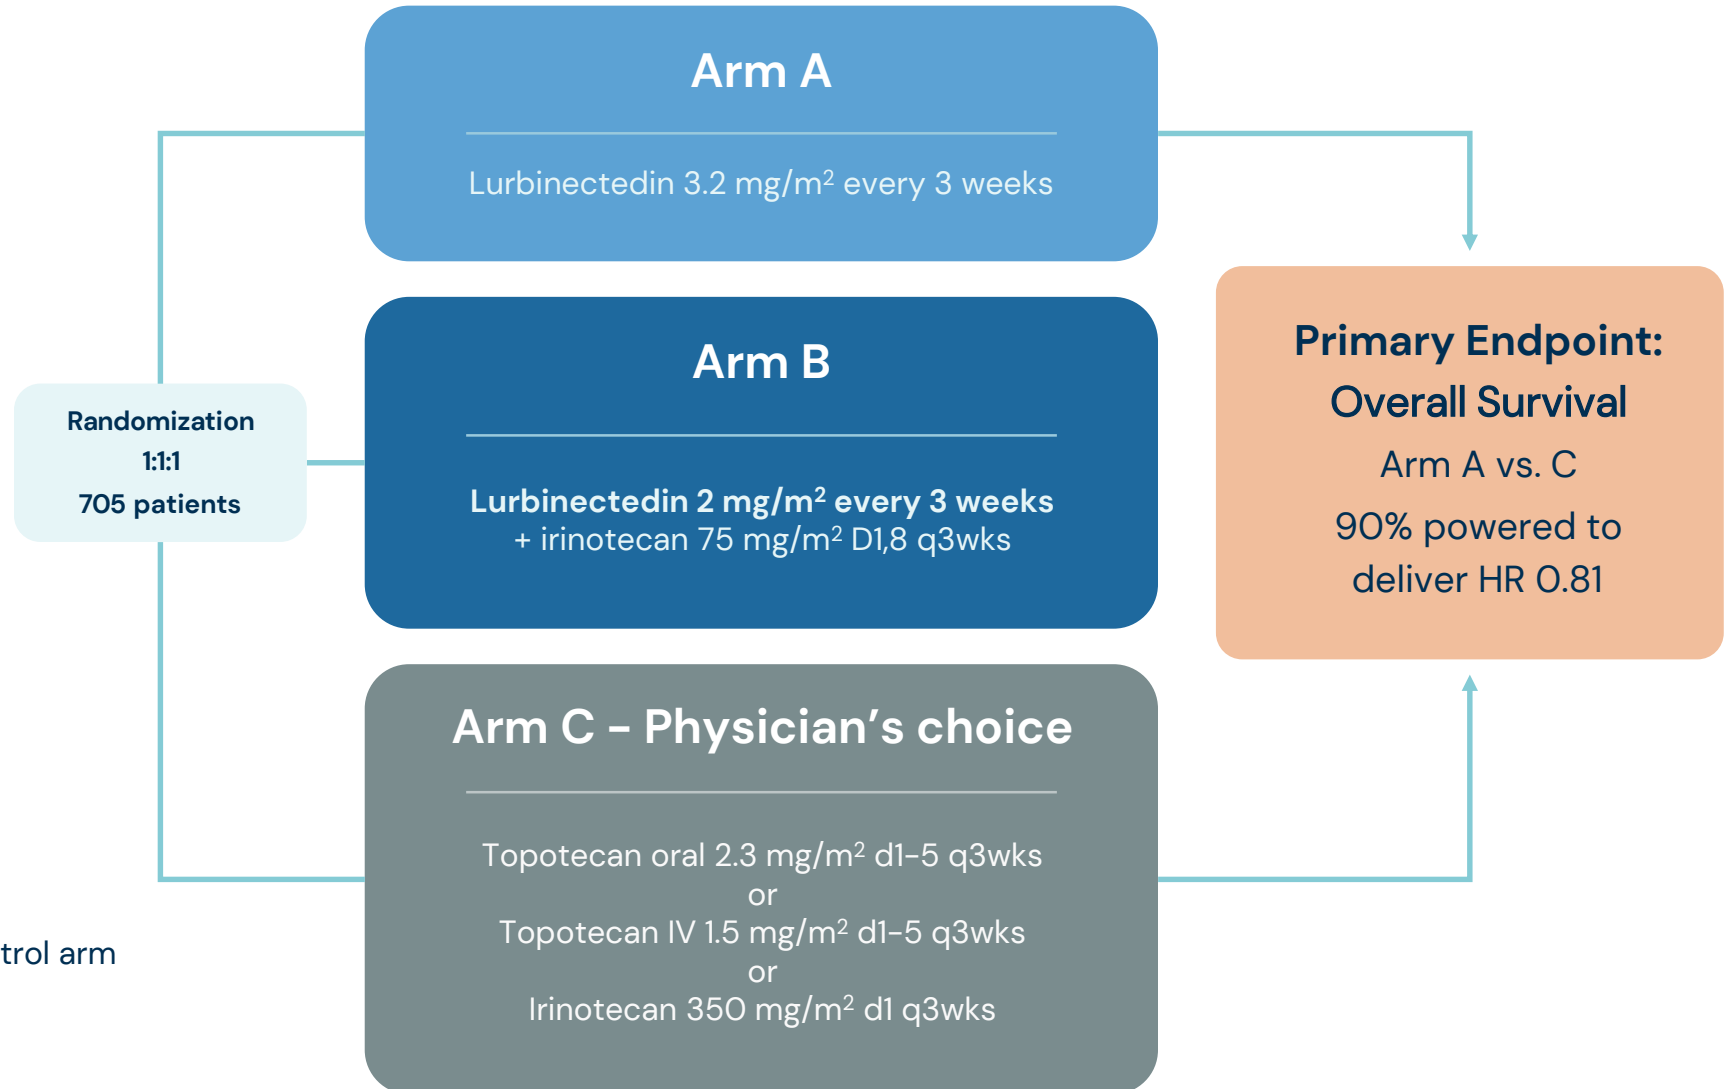 Arm A
Lurbinectedin 3.2 mg/m² every 3 weeks
Randomization
1:1:1
705 patients
Arm B
Lurbinectedin 2 mg/m² every 3 weeks
+ irinotecan 75 mg/m² D1,8 q3wks
Arm C – Physician’s choice
Topotecan oral 2.3 mg/m² d1–5 q3wks
or
Topotecan IV 1.5 mg/m² d1–5 q3wks
or
Irinotecan 350 mg/m² d1 q3wks
Primary Endpoint:
Overall Survival
Arm A vs. C
90% powered to
deliver HR 0.81
trol arm